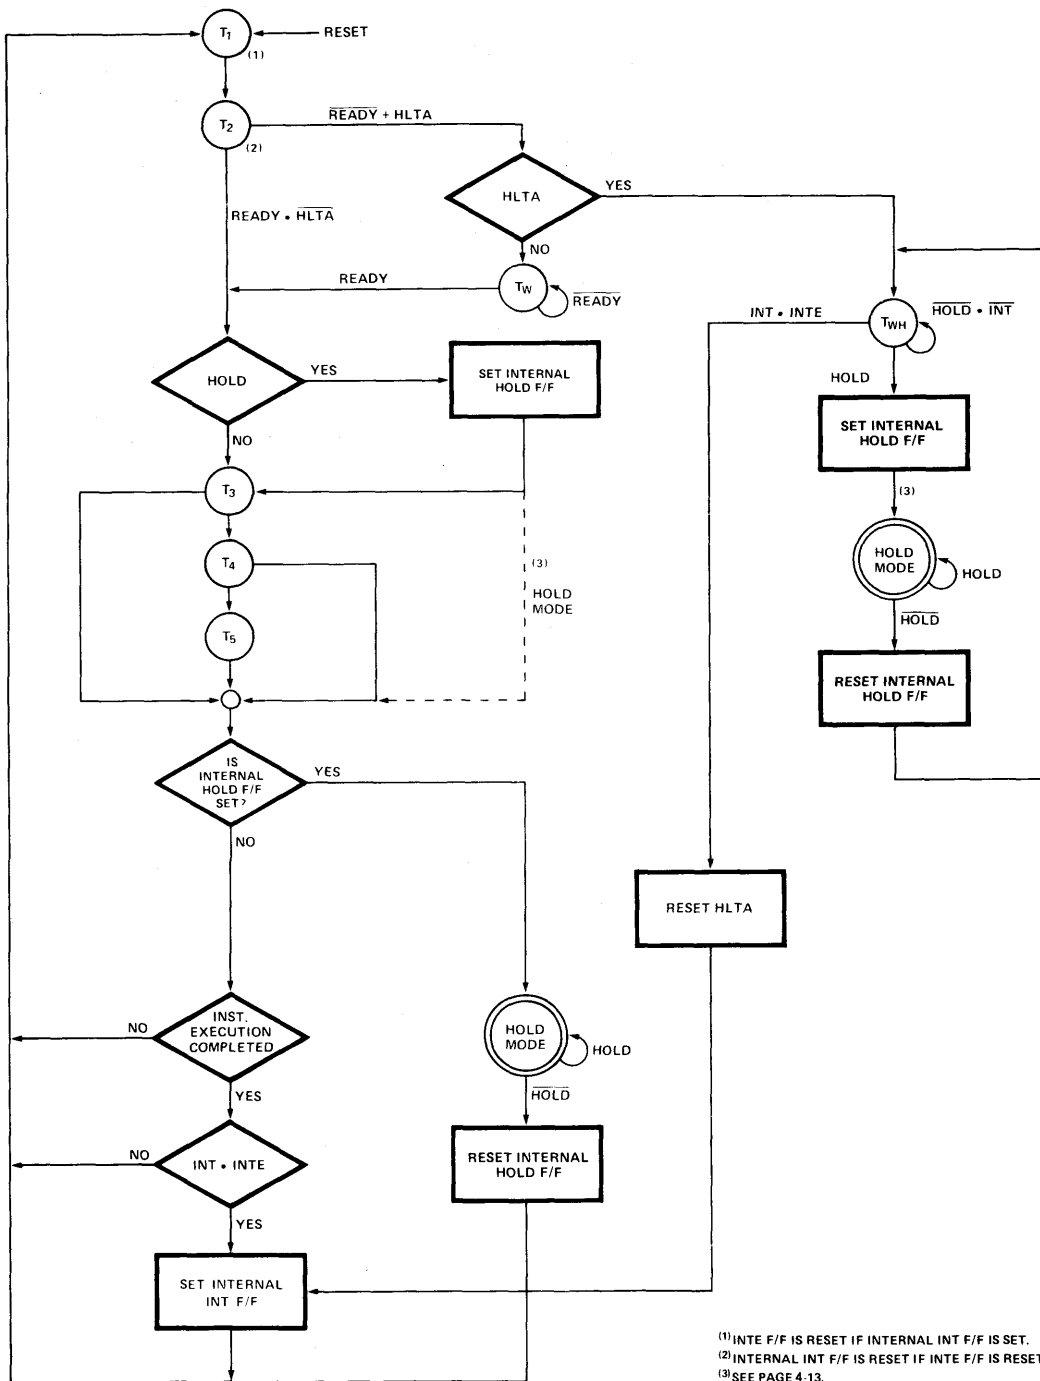 T1
RESET
(1)
T2
(2)
READY + HLTA
HLTA
YES
READY • HLTA
NO
READY
TW
READY
INT • INTE
TWH
HOLD • INT
HOLD
YES
SET INTERNAL
HOLD F/F
HOLD
SET INTERNAL
HOLD F/F
NO
T3
(3)
T4
(3)
HOLD
MODE
HOLD
MODE
HOLD
T5
HOLD
RESET INTERNAL
HOLD F/F
IS
INTERNAL
HOLD F/F
SET?
YES
NO
RESET HLTA
INST.
EXECUTION
COMPLETED
NO
HOLD
MODE
HOLD
YES
HOLD
INT • INTE
NO
RESET INTERNAL
HOLD F/F
YES
SET INTERNAL
INT F/F
(1) INTE F/F IS RESET IF INTERNAL INT F/F IS SET.
(2) INTERNAL INT F/F IS RESET IF INTE F/F IS RESET
(3) SEE PAGE 4-13.